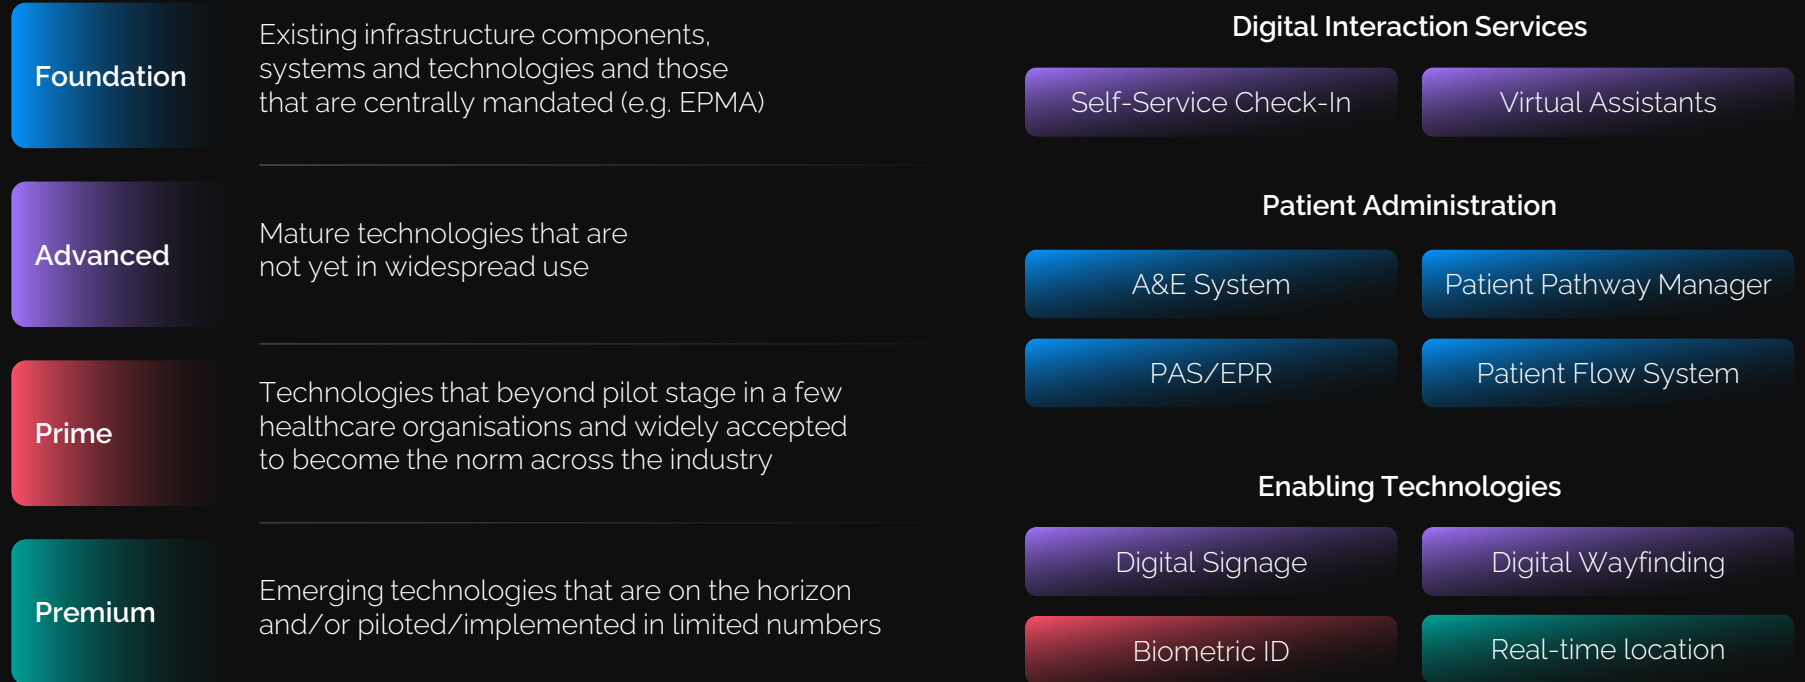 Foundation
Existing infrastructure components,
systems and technologies and those
that are centrally mandated (e.g. EPMA)
Advanced
Mature technologies that are
not yet in widespread use
Prime
Technologies that beyond pilot stage in a few
healthcare organisations and widely accepted
to become the norm across the industry
Premium
Emerging technologies that are on the horizon
and/or piloted/implemented in limited numbers
Digital Interaction Services
Self-Service Check-In
Virtual Assistants
Patient Administration
A&E System
Patient Pathway Manager
PAS/EPR
Patient Flow System
Enabling Technologies
Digital Signage
Digital Wayfinding
Biometric ID
Real-time location